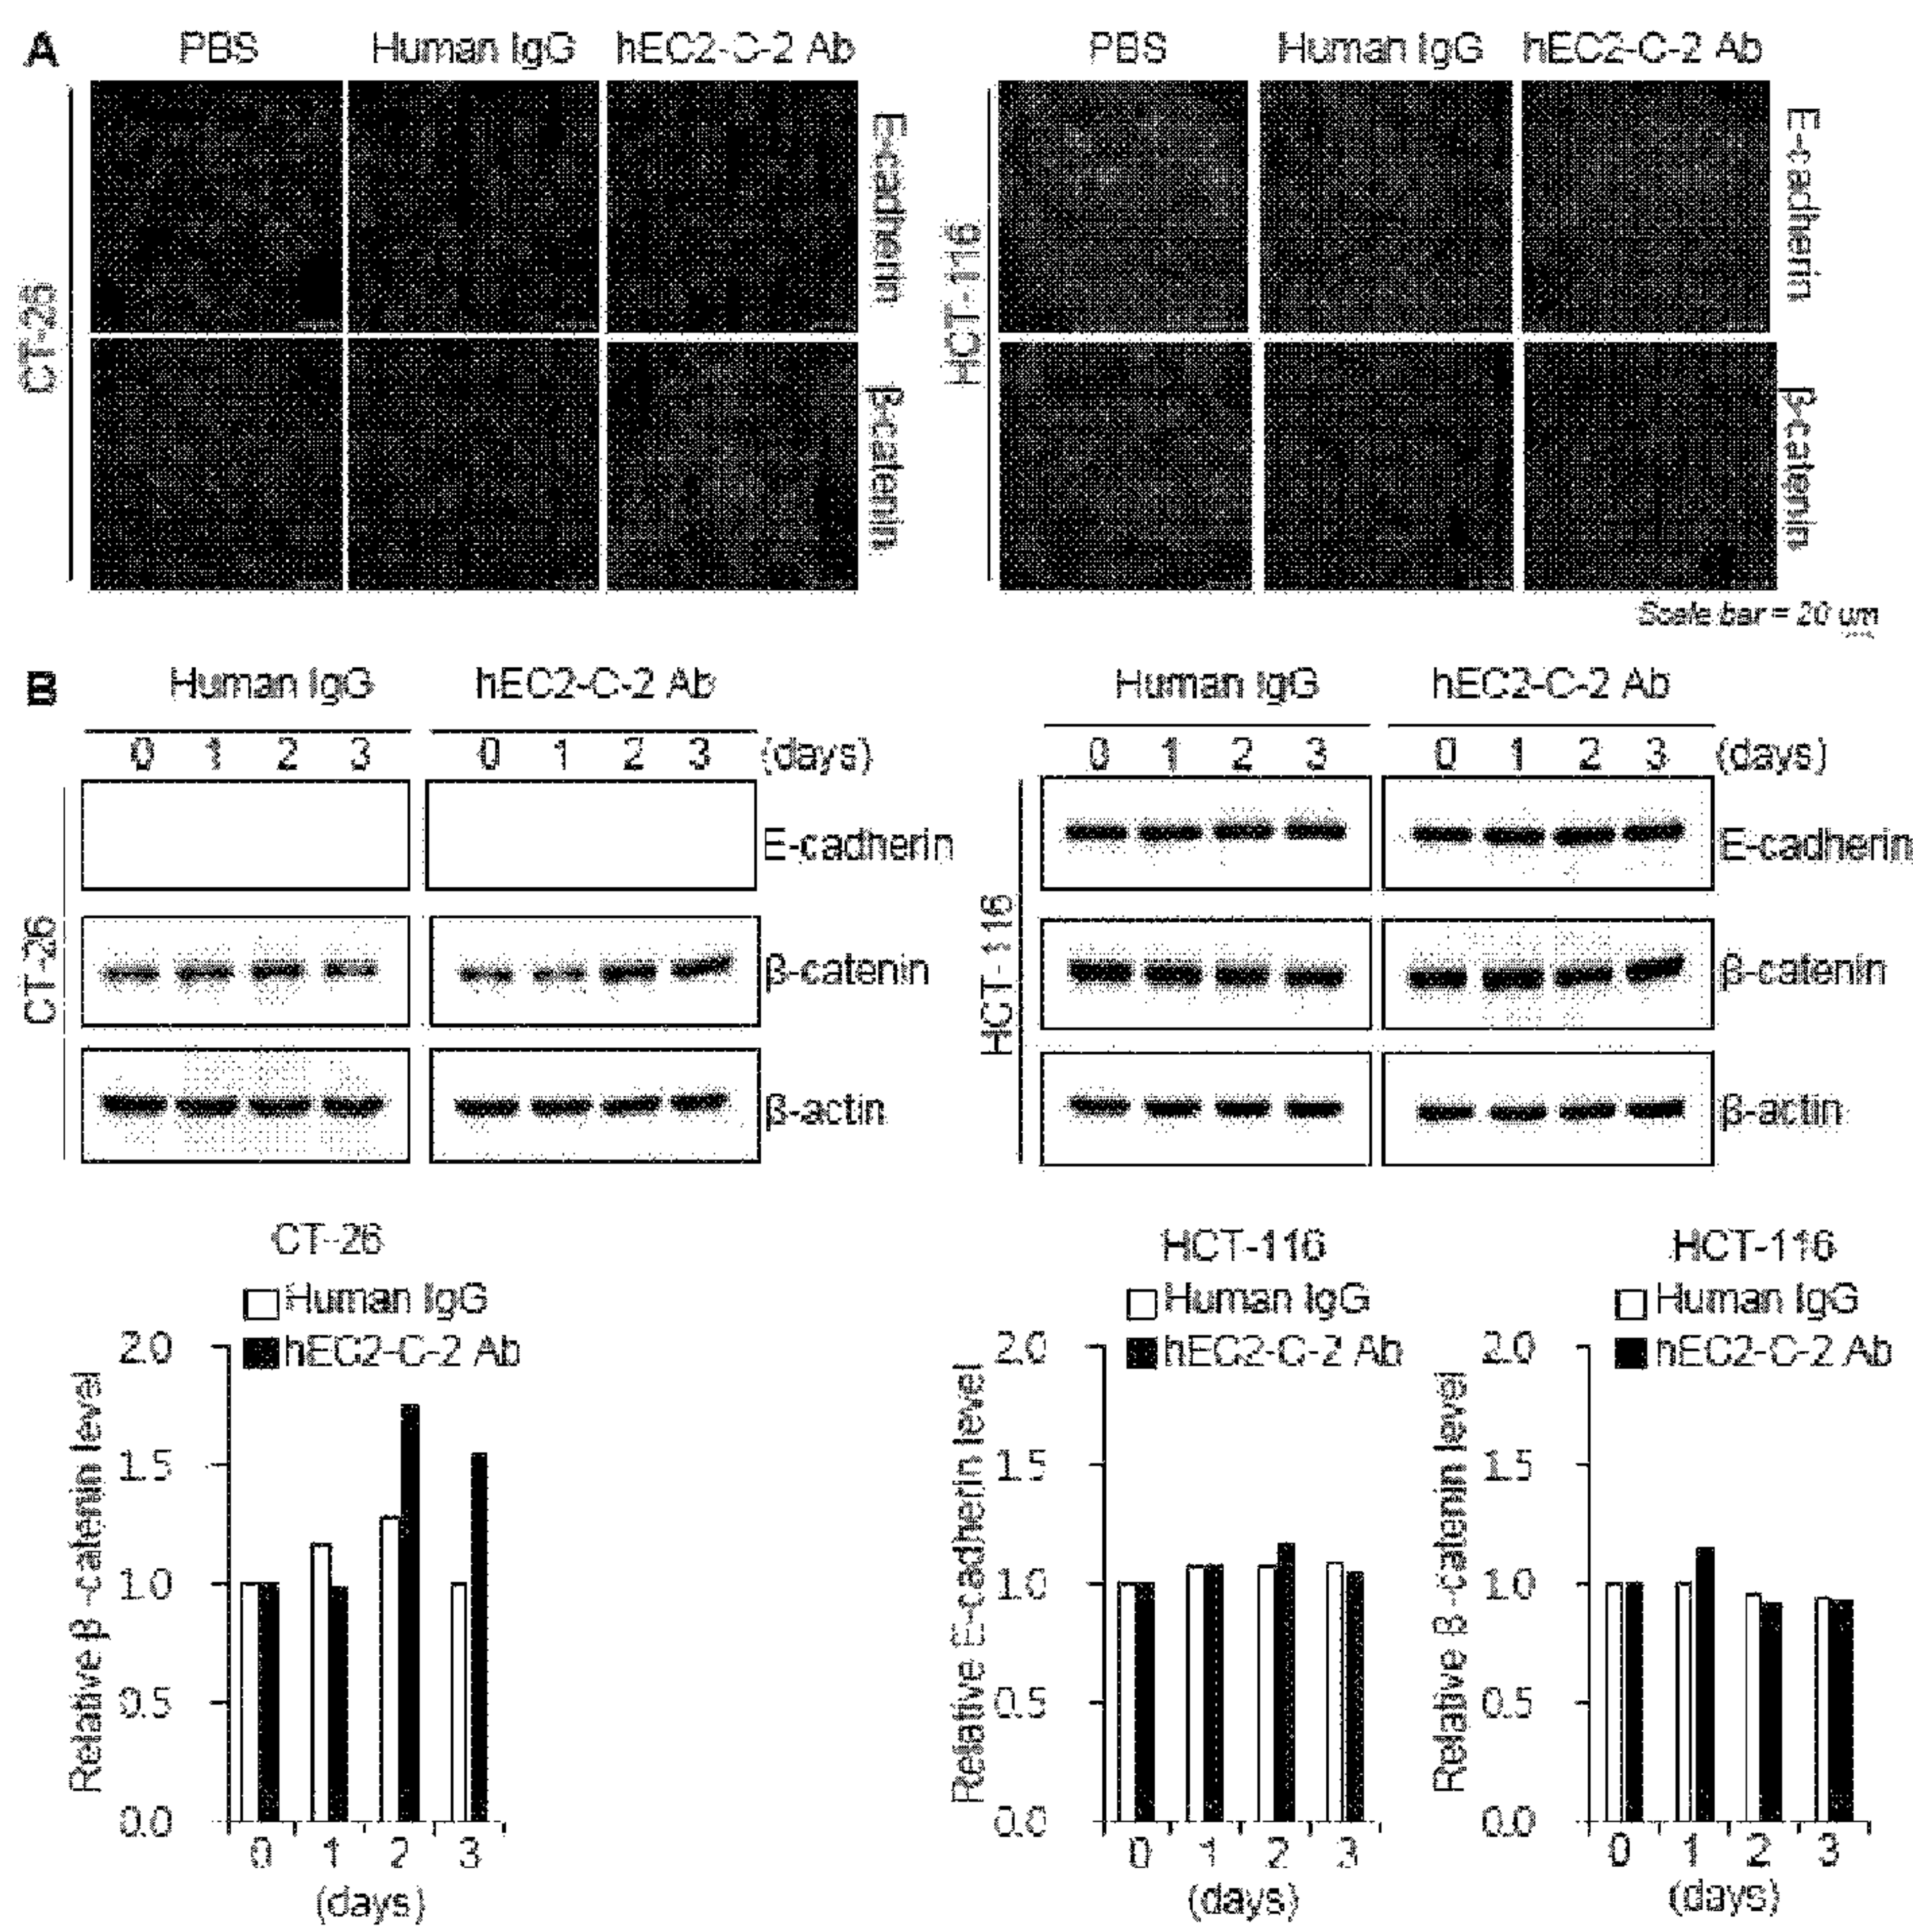 A
PBS Human IgG hEC2-C-2 Ab
PBS Human IgG hEC2-C-2 Ab
CT-26
E-cadherin
β-catenin
HCT-116
E-cadherin
β-catenin
Scale bar = 20 um
B
Human IgG hEC2-C-2 Ab
0 1 2 3 0 1 2 3 (days)
CT-26
E-cadherin
β-catenin
β-actin
Human IgG hEC2-C-2 Ab
0 1 2 3 0 1 2 3 (days)
HCT-116
E-cadherin
β-catenin
β-actin
CT-26
Human IgG
hEC2-C-2 Ab
Relative β-catenin level
2.0
1.5
1.0
0.5
0.0
0 1 2 3
(days)
HCT-116
Human IgG
hEC2-C-2 Ab
Relative E-cadherin level
2.0
1.5
1.0
0.5
0.0
0 1 2 3
(days)
HCT-116
Human IgG
hEC2-C-2 Ab
Relative β-catenin level
2.0
1.5
1.0
0.5
0.0
0 1 2 3
(days)